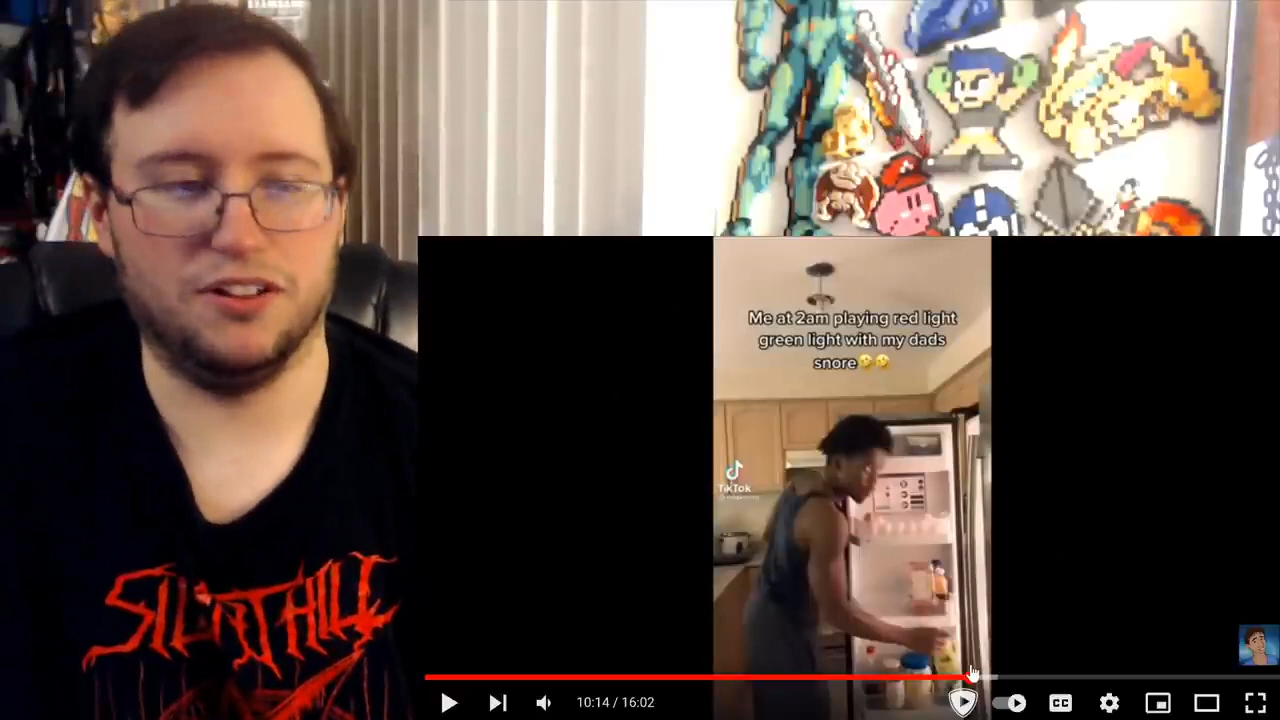 Me at 2am playing red light
green light with my dads
snore🤣🤣
TikTok
SILENT HILL
10:14 / 16:02
CC